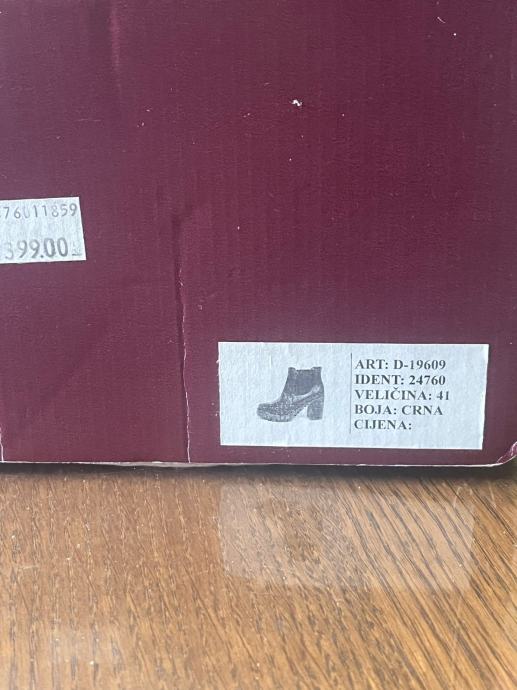 76011859
399.00
ART: D-19609
IDENT: 24760
VELIČINA: 41
BOJA: CRNA
CIJENA: